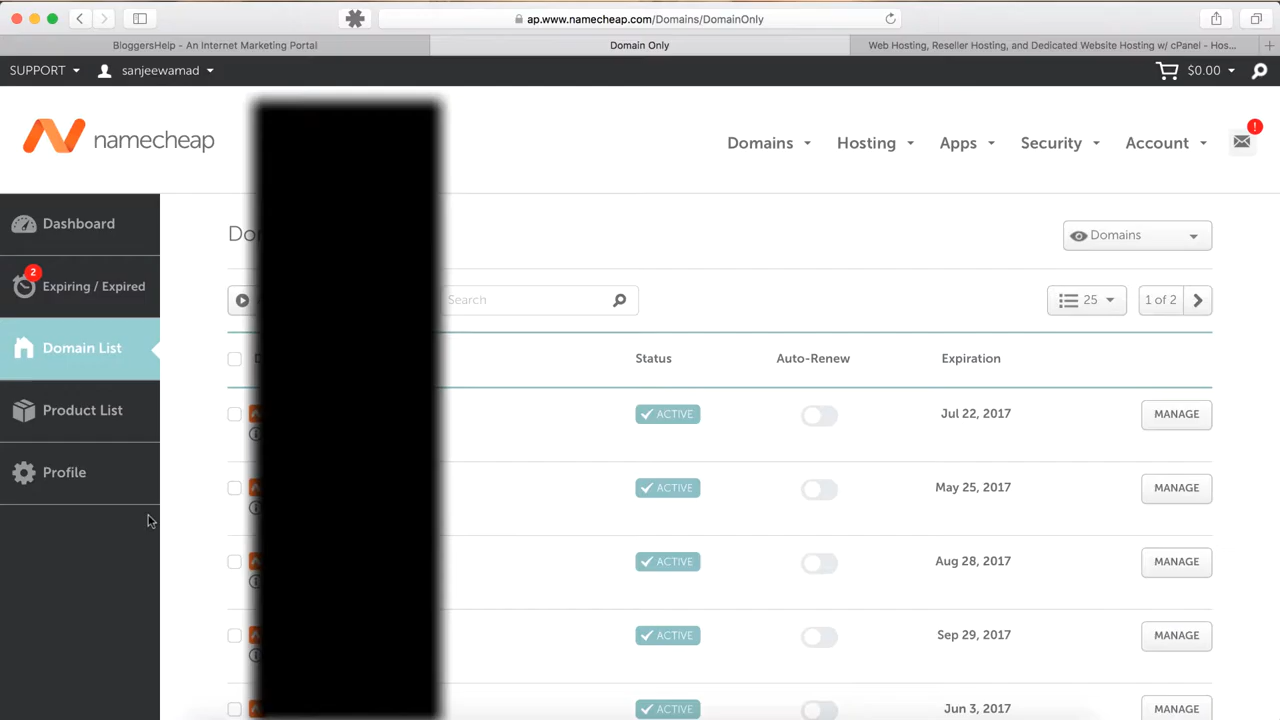 ap.www.namecheap.com/Domains/DomainOnly
BloggersHelp - An Internet Marketing Portal
Domain Only
Web Hosting, Reseller Hosting, and Dedicated Website Hosting w/ cPanel - Hos...
SUPPORT
sanjeewamad
$0.00
namecheap
Domains
Hosting
Apps
Security
Account
!
Dashboard
2
Expiring / Expired
Domain List
Product List
Profile
Domains
Search
25
1 of 2
Status
Auto-Renew
Expiration
ACTIVE
Jul 22, 2017
MANAGE
ACTIVE
May 25, 2017
MANAGE
ACTIVE
Aug 28, 2017
MANAGE
ACTIVE
Sep 29, 2017
MANAGE
ACTIVE
Jun 3, 2017
MANAGE